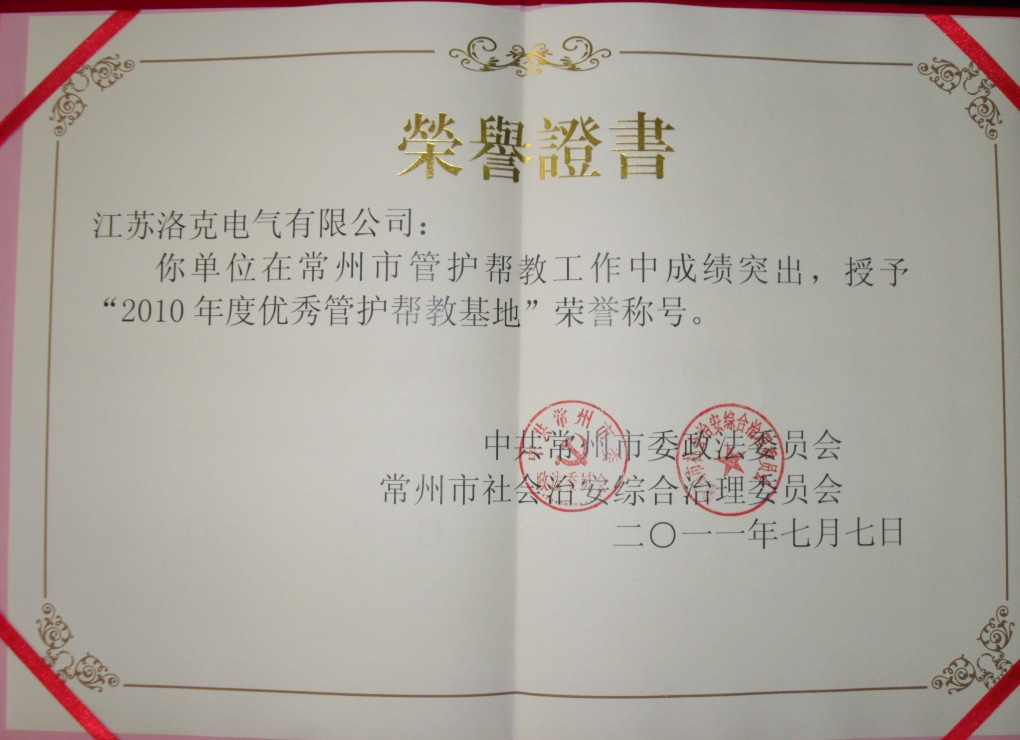 榮譽證書
江苏洛克电气有限公司：
你单位在常州市管护帮教工作中成绩突出，授予
“2010年度优秀管护帮教基地”荣誉称号。
中共常州市委政法委员会
常州市社会治安综合治理委员会
二〇一一年七月七日